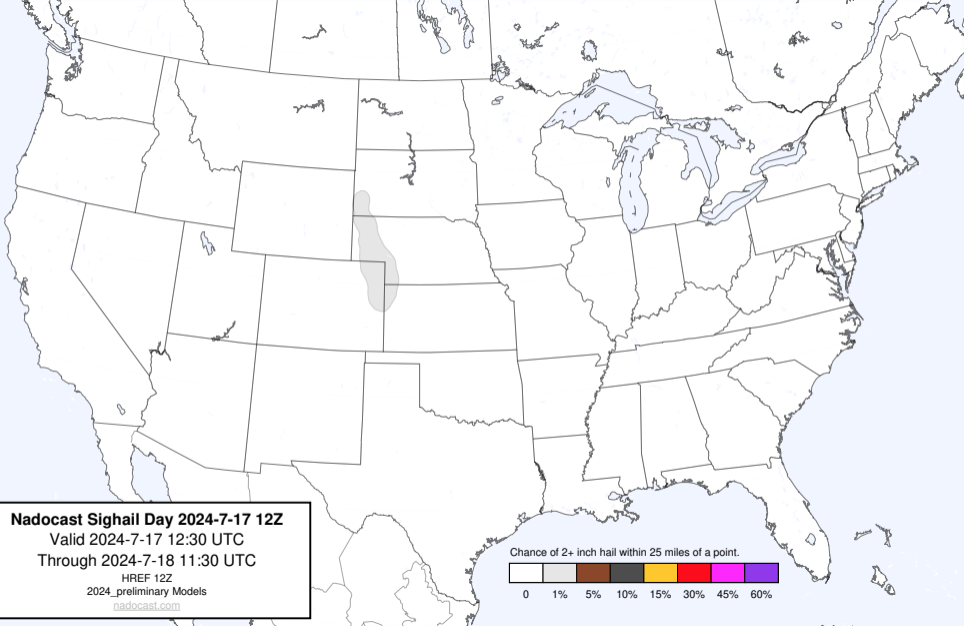 Nadocast Sighail Day 2024-7-17 12Z
Valid 2024-7-17 12:30 UTC
Through 2024-7-18 11:30 UTC
HREF 12Z
2024_preliminary Models
nadocast.com
Chance of 2+ inch hail within 25 miles of a point.
0 1% 5% 10% 15% 30% 45% 60%